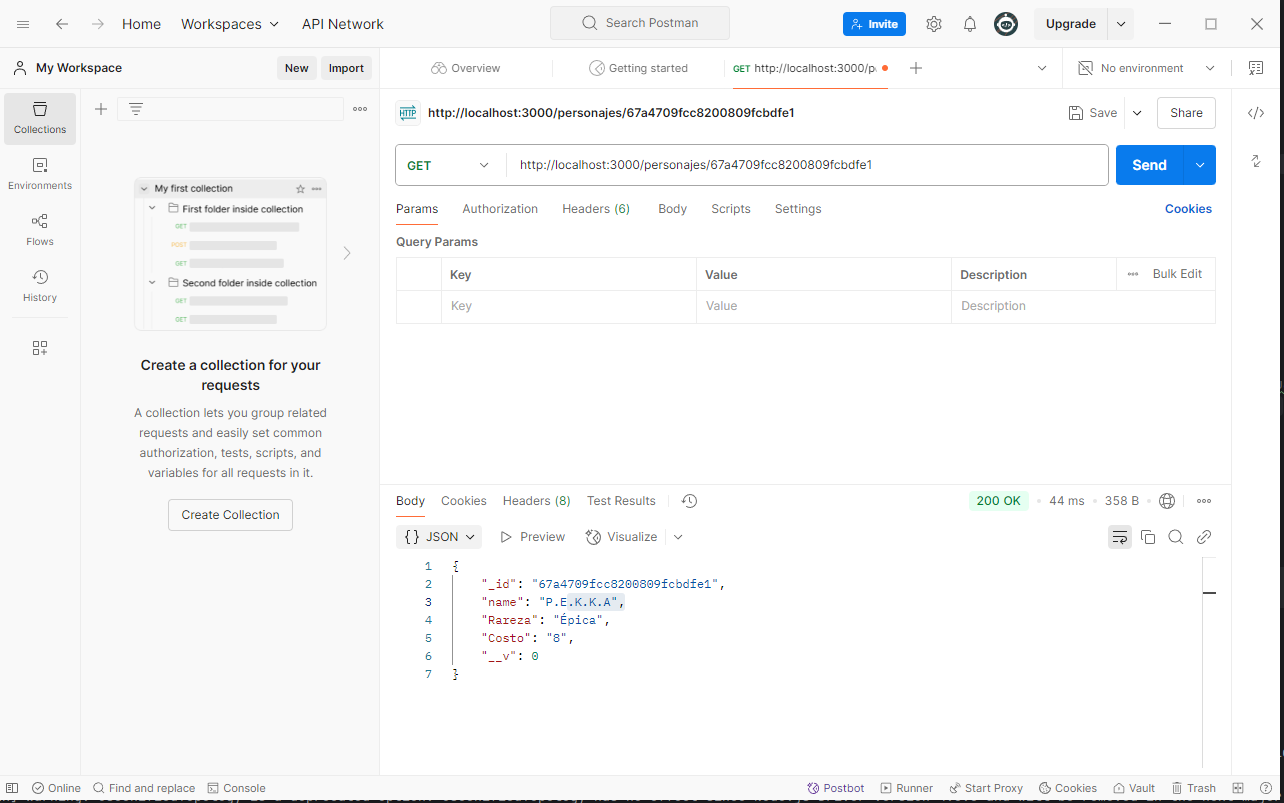 Home Workspaces API Network Search Postman Invite Upgrade
My Workspace New Import Overview Getting started GET http://localhost:3000/p No environment
Collections
Environments
Flows
History
My first collection
First folder inside collection
GET
POST
GET
Second folder inside collection
GET
GET
Create a collection for your
requests
A collection lets you group related
requests and easily set common
authorization, tests, scripts, and
variables for all requests in it.
Create Collection
HTTP http://localhost:3000/personajes/67a4709fcc8200809fcbdfe1 Save Share
GET http://localhost:3000/personajes/67a4709fcc8200809fcbdfe1 Send
Params Authorization Headers (6) Body Scripts Settings Cookies
Query Params
Key Value Description Bulk Edit
Key Value Description
Body Cookies Headers (8) Test Results 200 OK 44 ms 358 B
{} JSON Preview Visualize
1 {
2 "_id": "67a4709fcc8200809fcbdfe1",
3 "name": "P.E.K.K.A",
4 "Rareza": "Épica",
5 "Costo": "8",
6 "__v": 0
7 }
Online Find and replace Console Postbot Runner Start Proxy Cookies Vault Trash